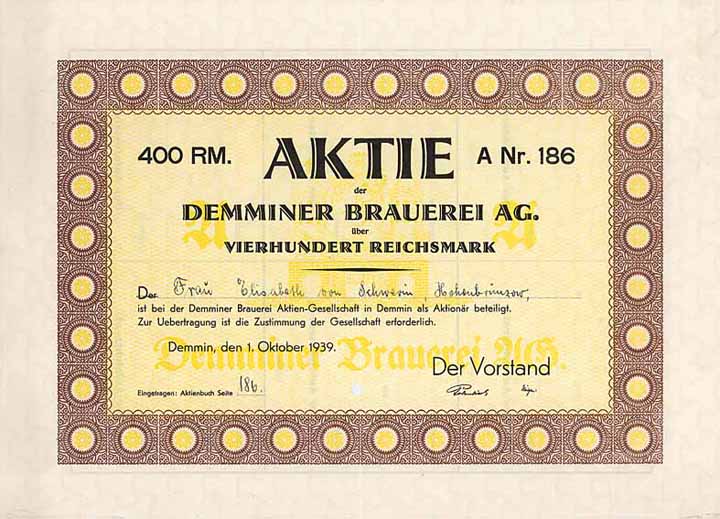 400 RM. AKTIE A Nr. 186
der
DEMMINER BRAUEREI AG.
A über A
VIERHUNDERT REICHSMARK
Der Frau Elisabeth von Schwerin, Hohenbrünzow,
ist bei der Demminer Brauerei Aktien-Gesellschaft in Demmin als Aktionär beteiligt.
Zur Uebertragung ist die Zustimmung der Gesellschaft erforderlich.
Demmin, den 1. Oktober 1939.
Demminer Brauerei AG.
Der Vorstand
Eingetragen: Aktienbuch Seite 186.